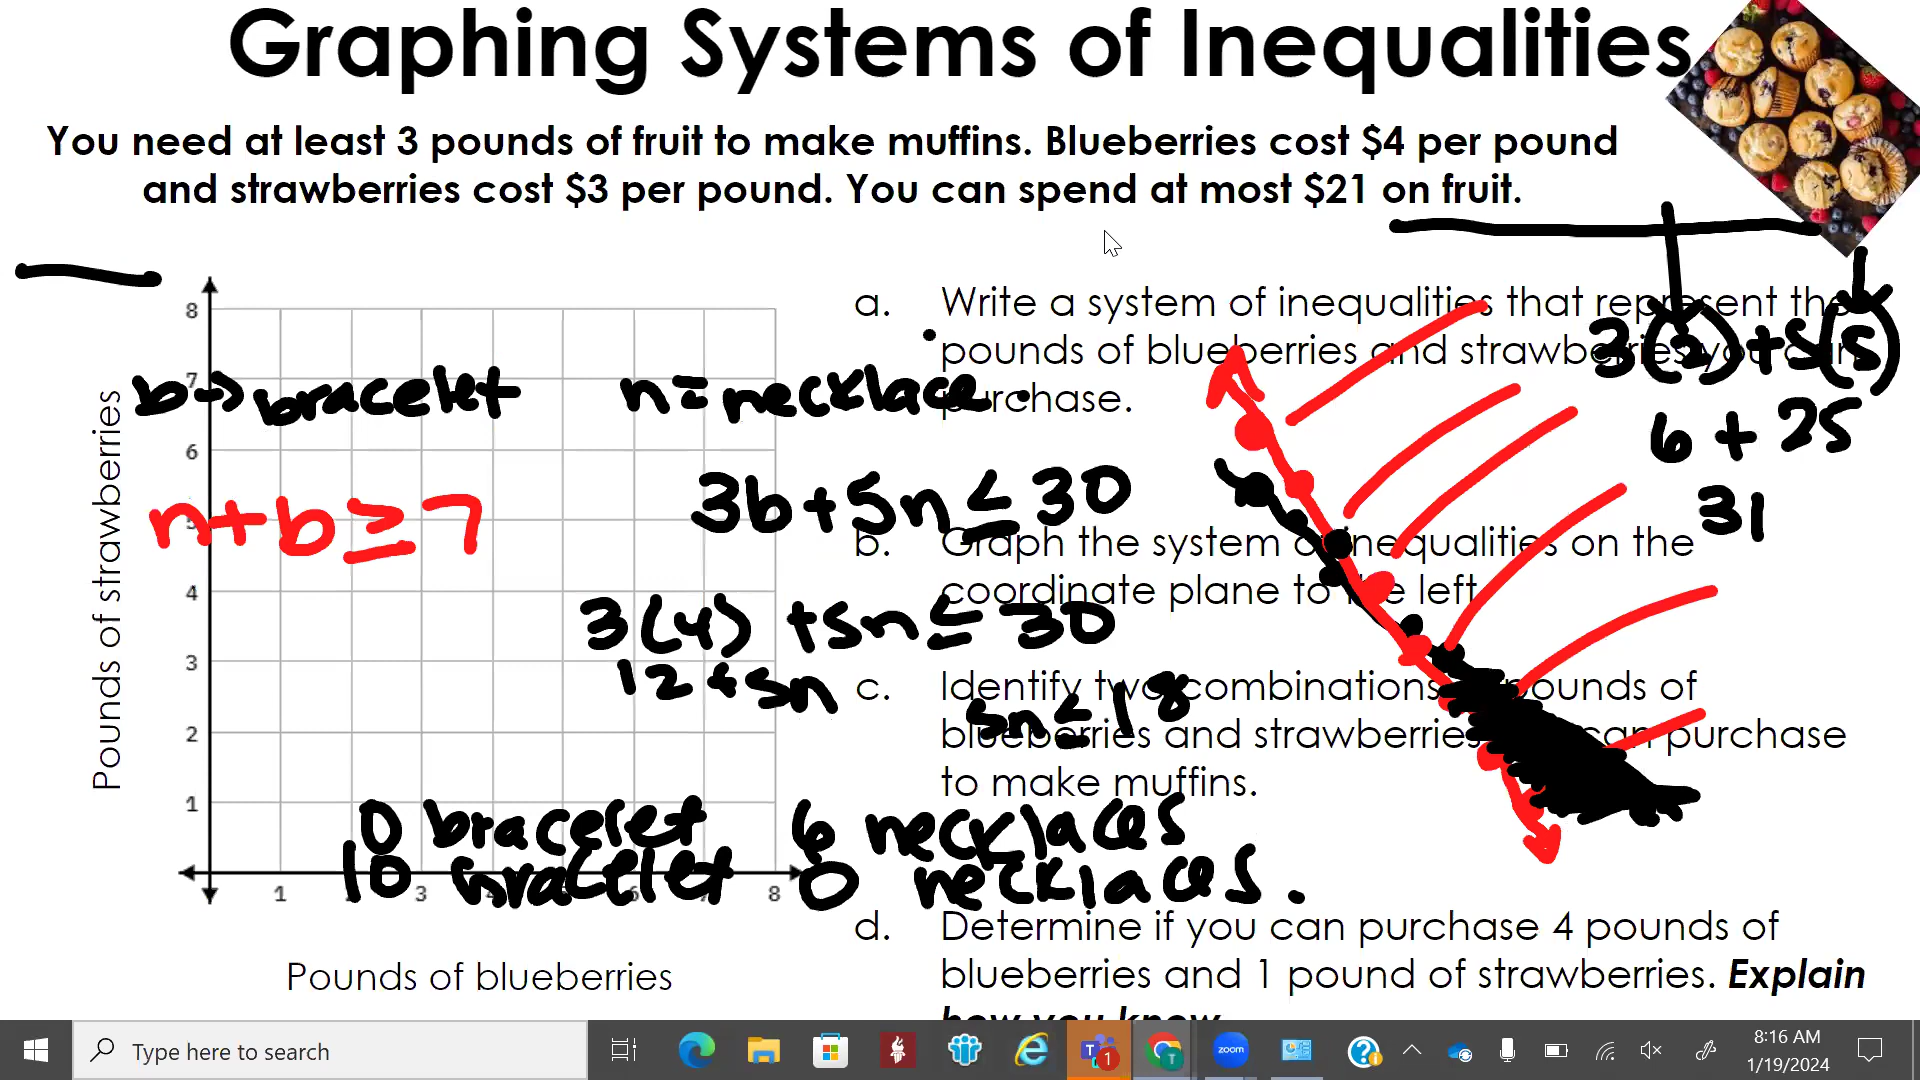 Graphing Systems of Inequalities
You need at least 3 pounds of fruit to make muffins. Blueberries cost $4 per pound
and strawberries cost $3 per pound. You can spend at most $21 on fruit.
a. Write a system of inequalities that represent the
pounds of blueberries and strawberries you can
purchase.
3(2)+5(5)
6 + 25
31
b → bracelet n = necklace.
3b+5n ≤ 30
n+b ≥ 7
b. Graph the system of inequalities on the
coordinate plane to the left
3(4) +5n ≤ 30
12+5n
5n ≤ 18
c. Identify two combinations pounds of
blueberries and strawberries can purchase
to make muffins.
0 bracelet 6 necklaces
10 bracelet 0 necklaces.
d. Determine if you can purchase 4 pounds of
blueberries and 1 pound of strawberries. Explain
how you know
Pounds of strawberries
8
7
6
5
4
3
2
1
1 3 6 7 8
Pounds of blueberries
Type here to search
T 1
T
zoom
8:16 AM
1/19/2024